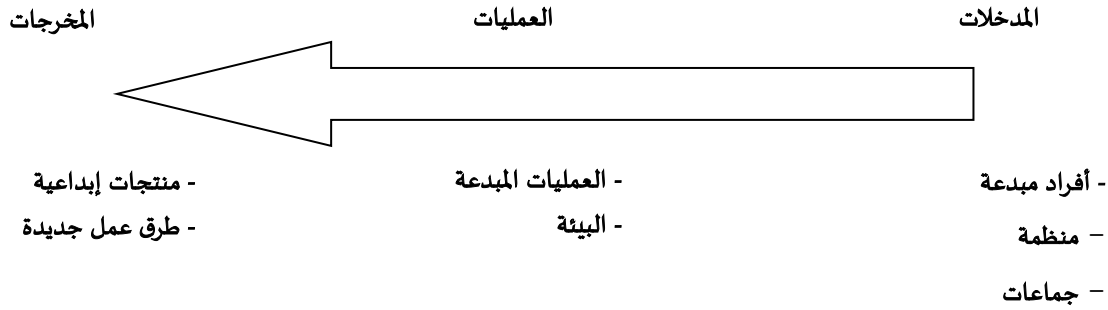 المدخلات
العمليات
المخرجات
- أفراد مبدعة
– منظمة
– جماعات
- العمليات المبدعة
- البيئة
- منتجات إبداعية
- طرق عمل جديدة